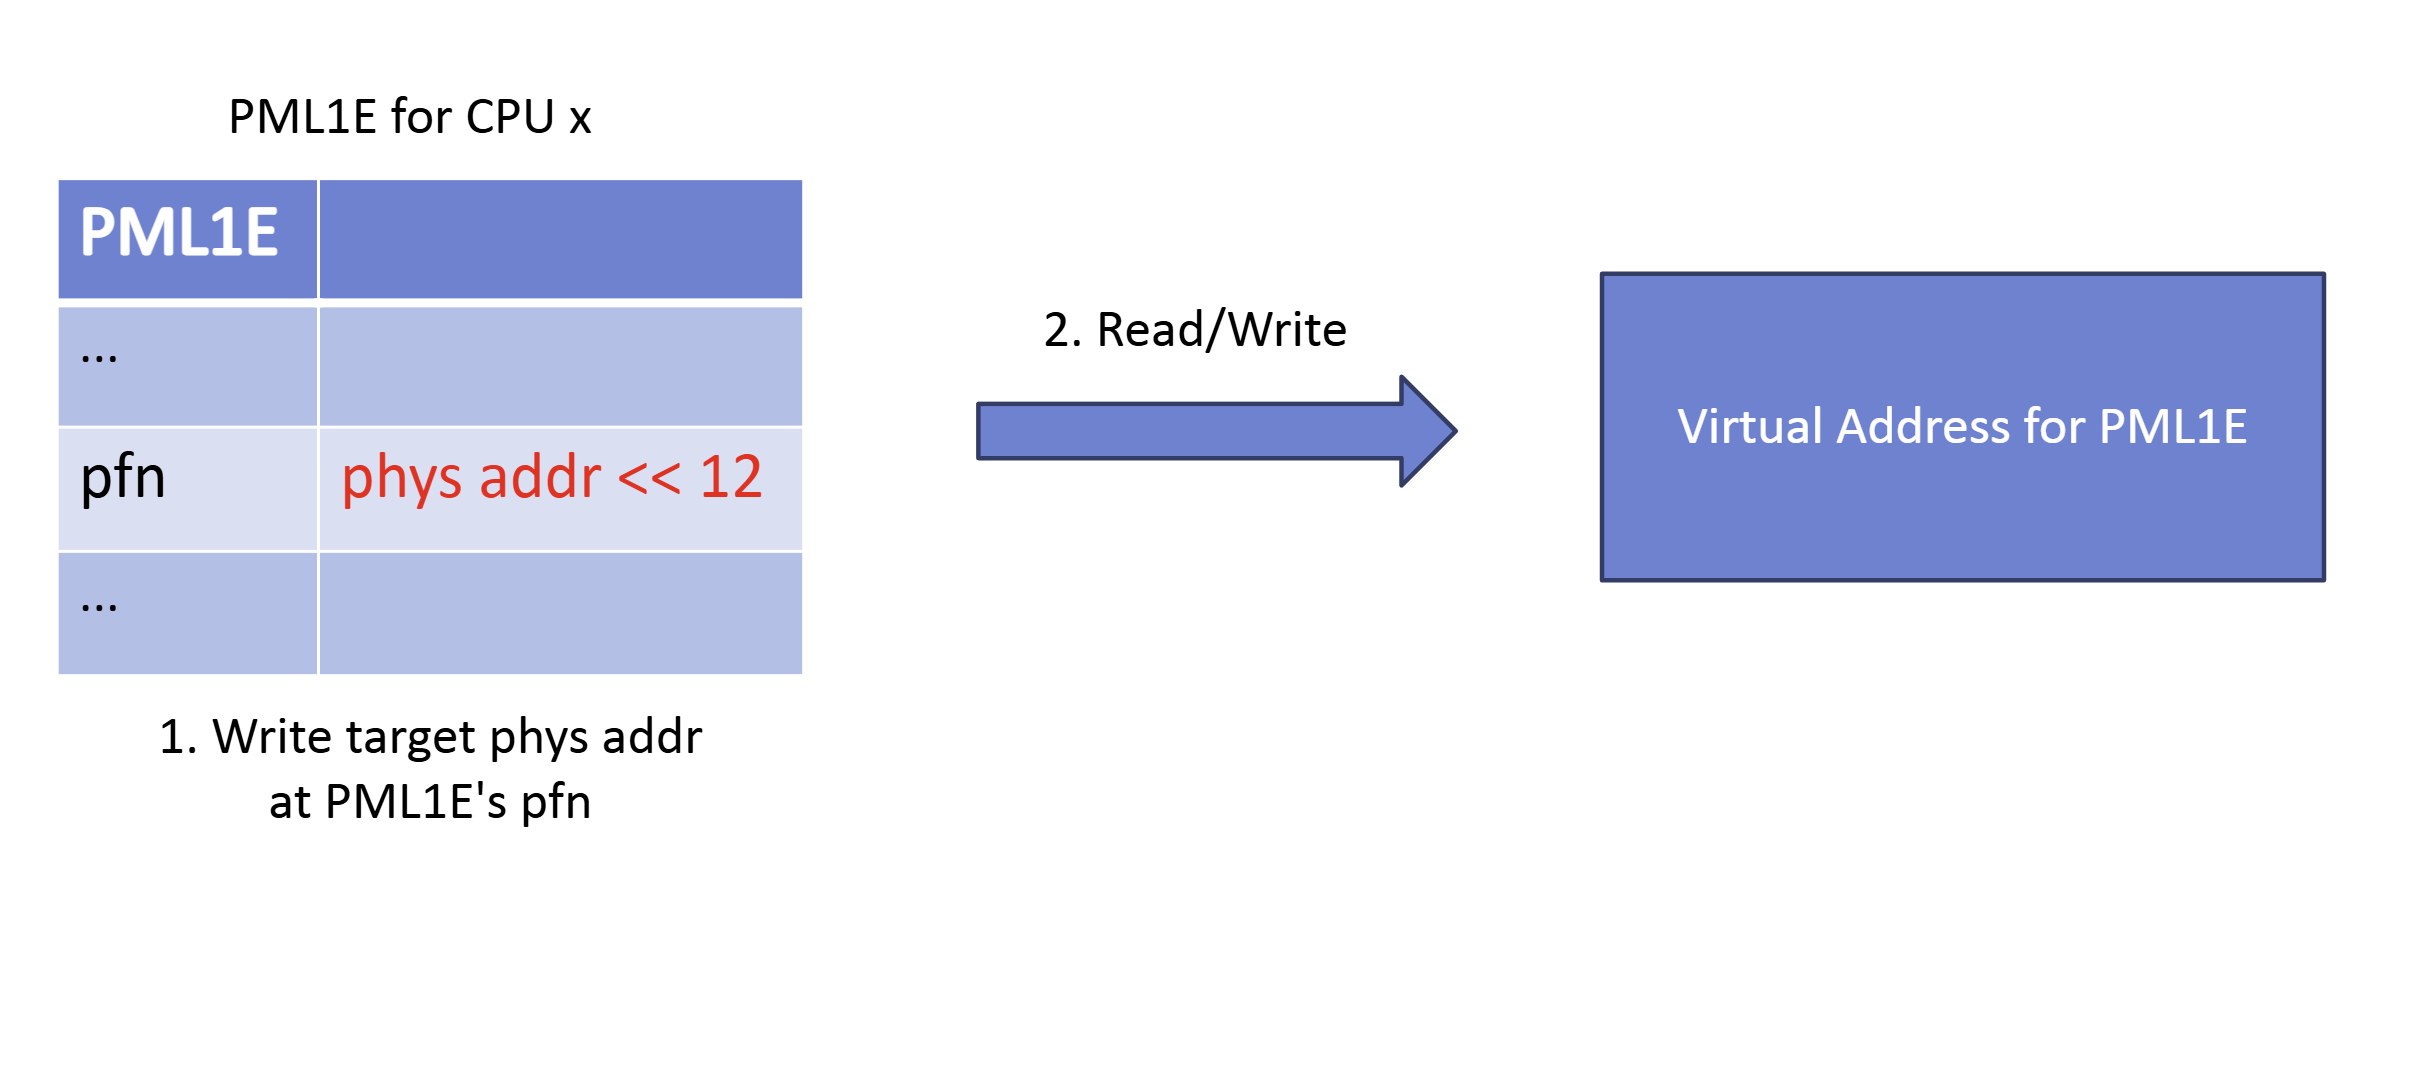 PML1E for CPU x
PML1E
...
pfn phys addr << 12
...
1. Write target phys addr
at PML1E's pfn
2. Read/Write
Virtual Address for PML1E